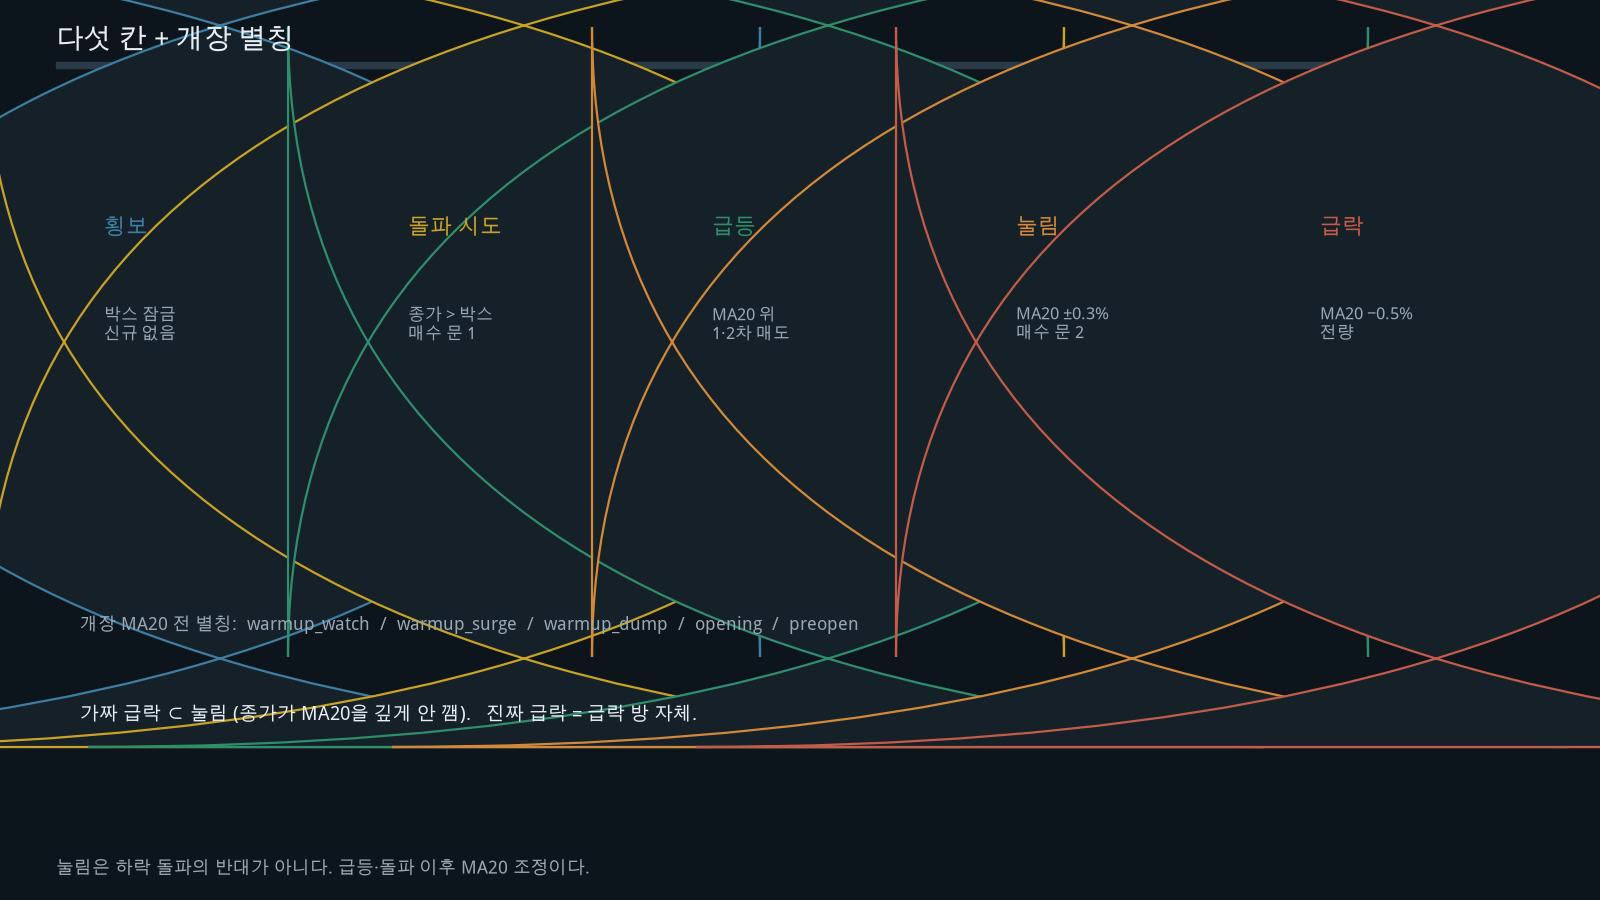 다섯 칸 + 개장 별칭
횡보
돌파 시도
급등
눌림
급락
박스 잠금
신규 없음
종가 > 박스
매수 문 1
MA20 위
1·2차 매도
MA20 ±0.3%
매수 문 2
MA20 −0.5%
전량
개장 MA20 전 별칭: warmup_watch / warmup_surge / warmup_dump / opening / preopen
가짜 급락 ⊂ 눌림 (종가가 MA20을 깊게 안 깸). 진짜 급락 = 급락 방 자체.
눌림은 하락 돌파의 반대가 아니다. 급등·돌파 이후 MA20 조정이다.